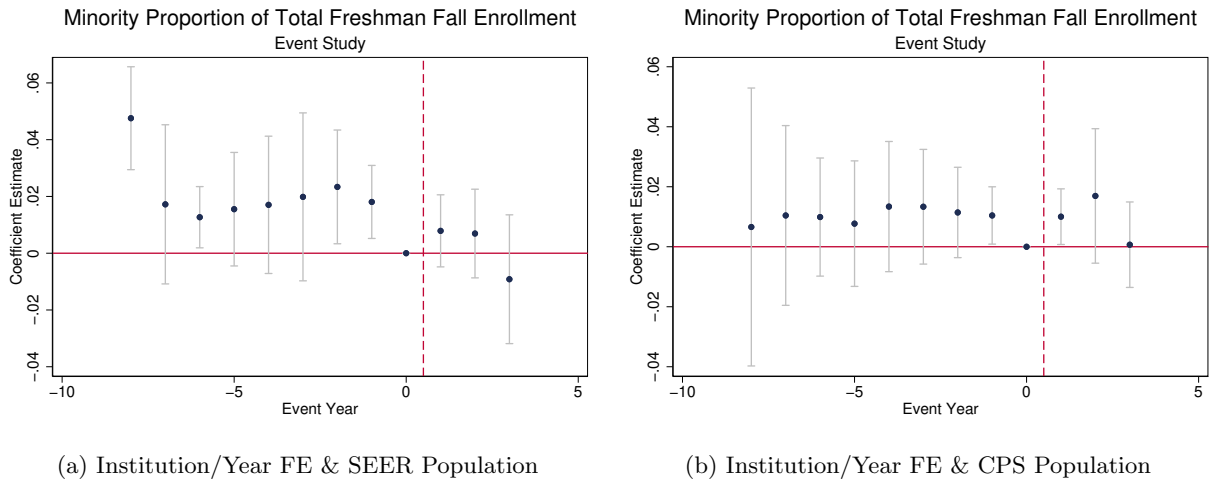 Minority Proportion of Total Freshman Fall Enrollment
Event Study
Coefficient Estimate
.06
.04
.02
0
-.02
-.04
−10
−5
0
5
Event Year
(a) Institution/Year FE & SEER Population
Minority Proportion of Total Freshman Fall Enrollment
Event Study
Coefficient Estimate
.06
.04
.02
0
-.02
-.04
−10
−5
0
5
Event Year
(b) Institution/Year FE & CPS Population